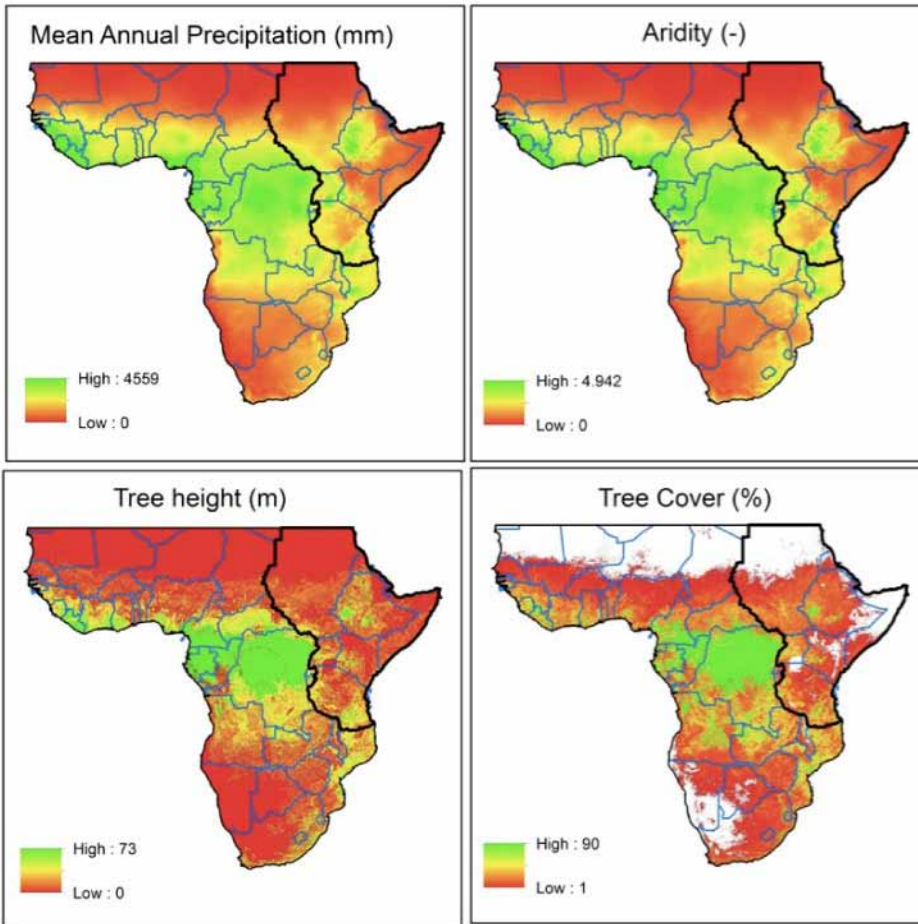 Mean Annual Precipitation (mm)
High : 4559
Low : 0
Aridity (-)
High : 4.942
Low : 0
Tree height (m)
High : 73
Low : 0
Tree Cover (%)
High : 90
Low : 1